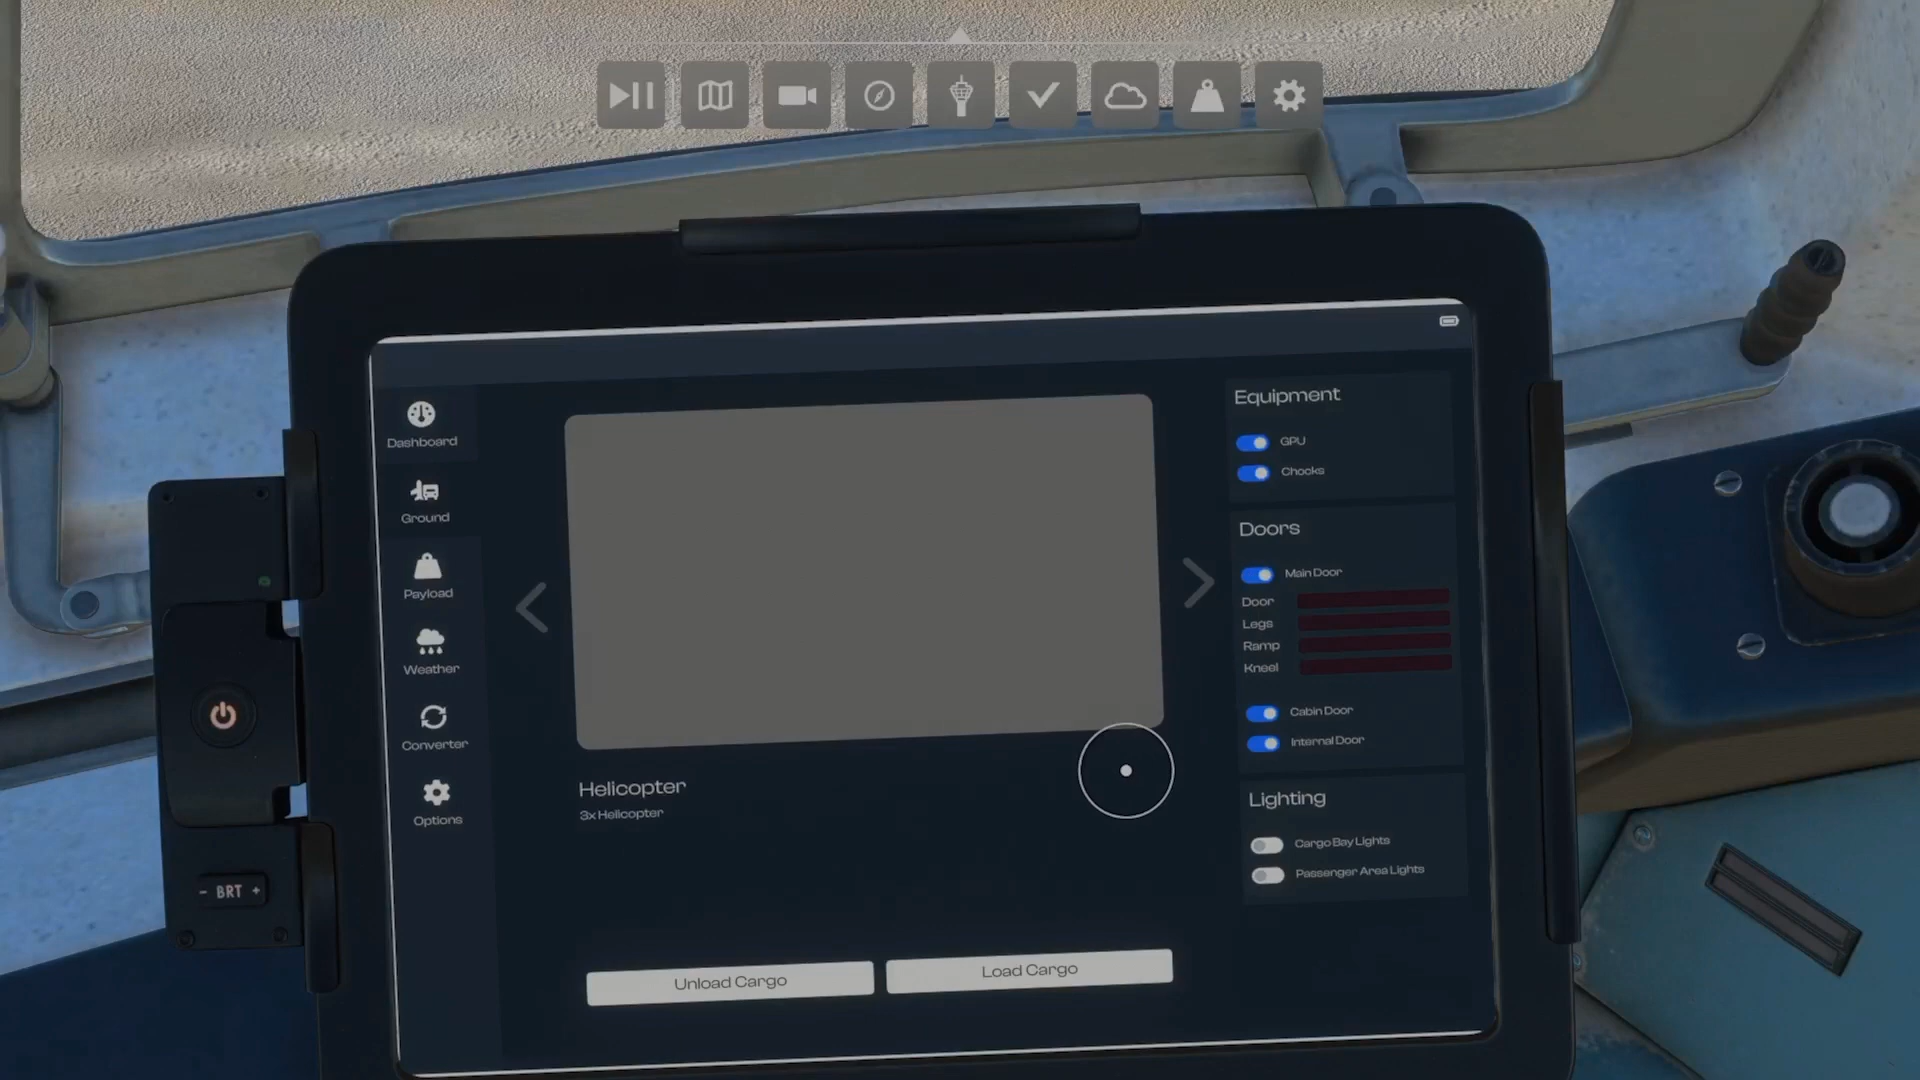 Dashboard
Ground
Payload
Weather
Converter
Options
- BRT +
Helicopter
3x Helicopter
Unload Cargo
Load Cargo
Equipment
GPU
Chocks
Doors
Main Door
Door
Legs
Ramp
Kneel
Cabin Door
Internal Door
Lighting
Cargo Bay Lights
Passenger Area Lights